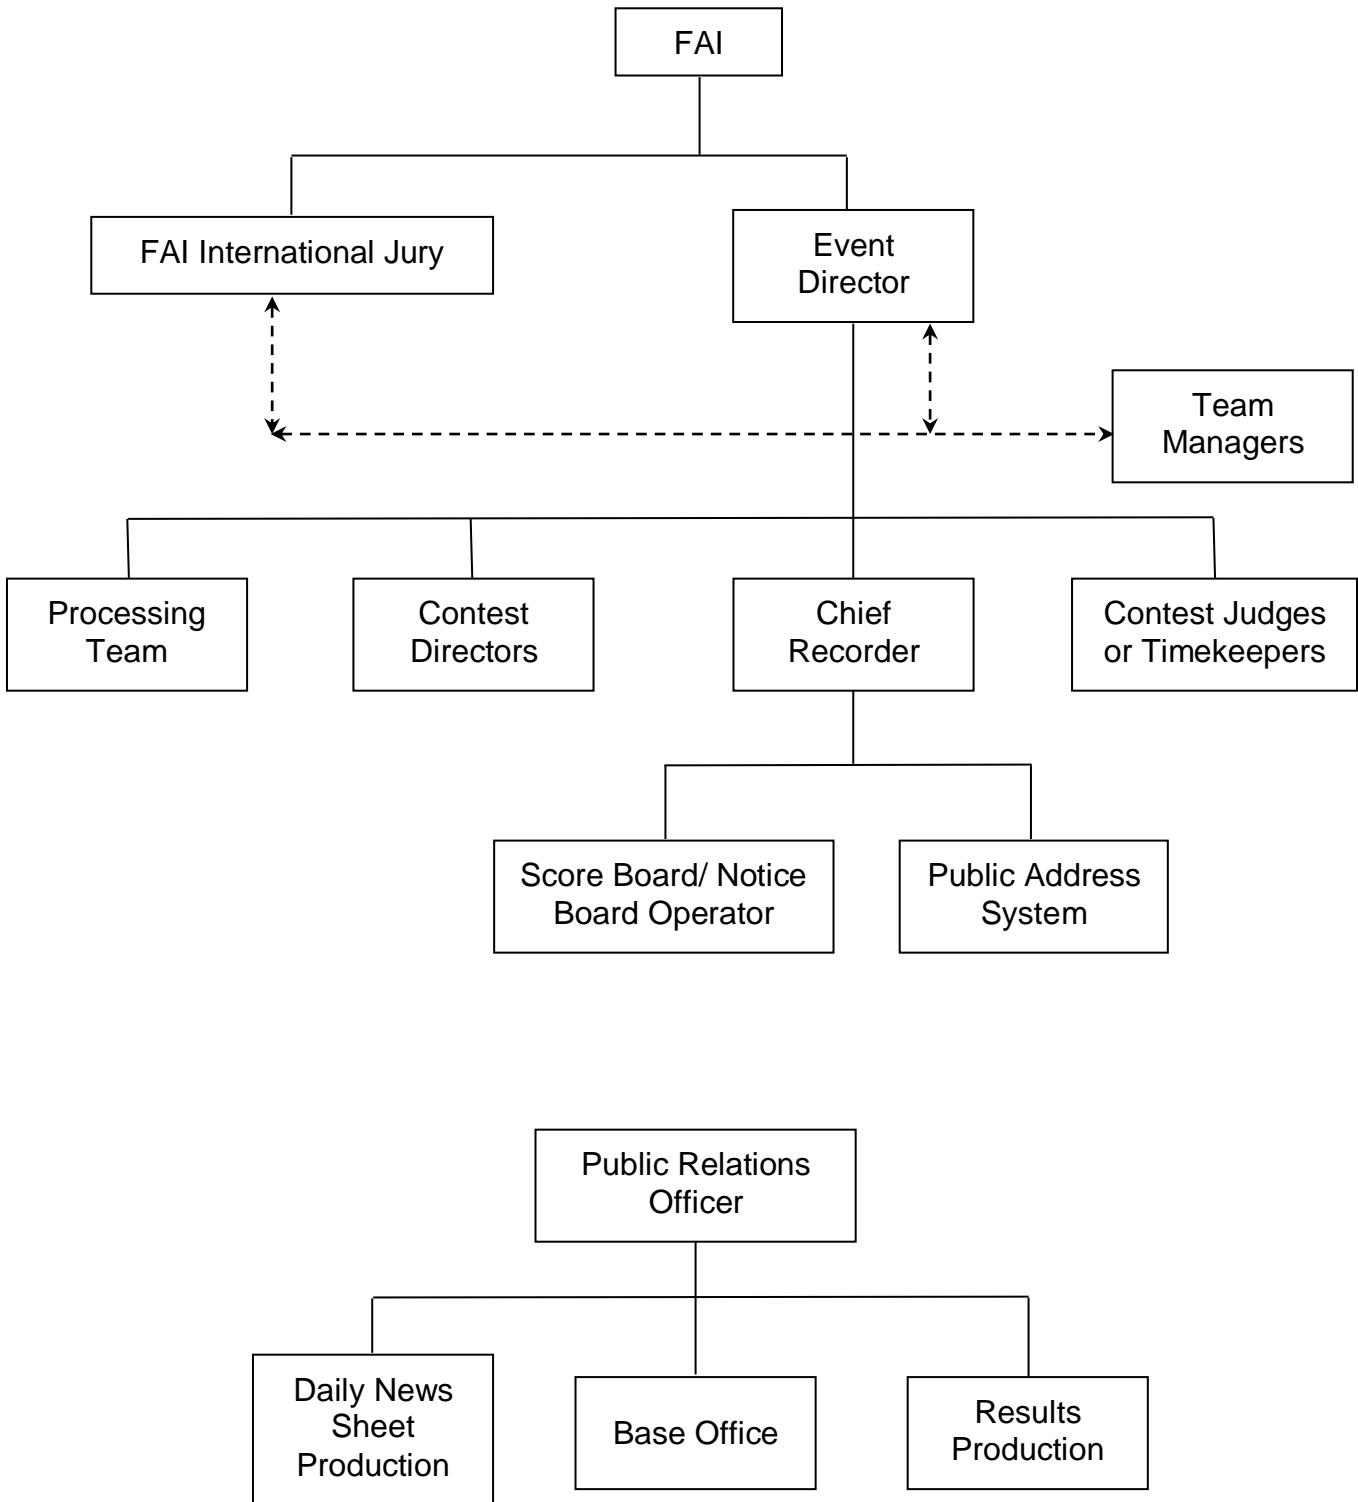 FAI
FAI International Jury
Event
Director
Team
Managers
Processing
Team
Contest
Directors
Chief
Recorder
Contest Judges
or Timekeepers
Score Board/ Notice
Board Operator
Public Address
System
Public Relations
Officer
Daily News
Sheet
Production
Base Office
Results
Production